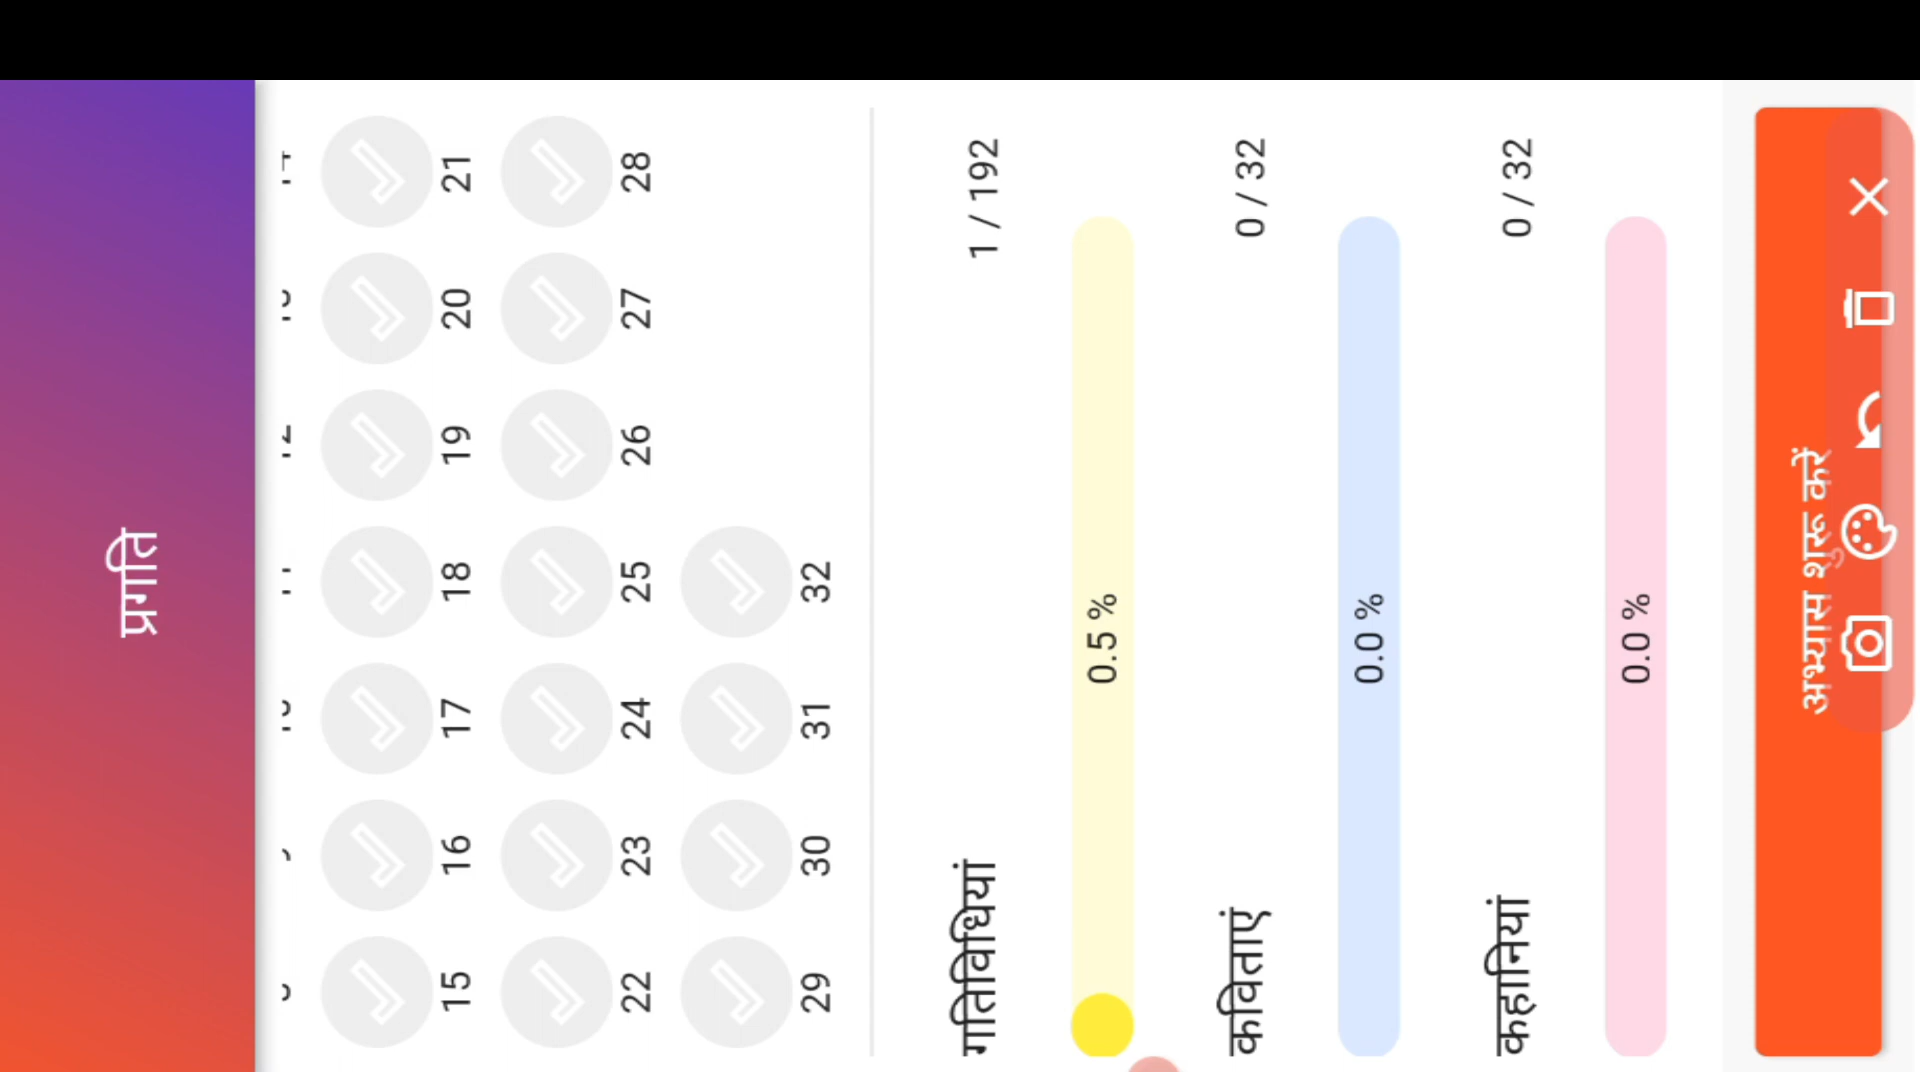 प्रगति
15 16 17 18 19 20 21
22 23 24 25 26 27 28
29 30 31 32
गतिविधियां 1 / 192
0.5 %
कविताएं 0 / 32
0.0 %
कहानियां 0 / 32
0.0 %
अभ्यास शुरू करें